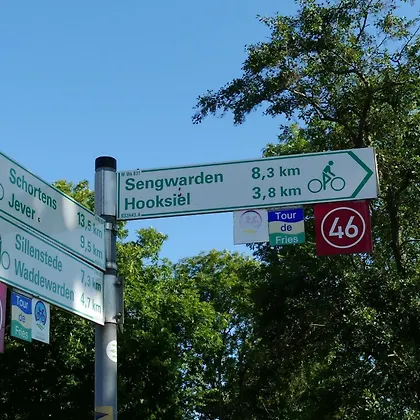 Schortens 13,5 km
Jever 9,5 km
Sillenstede 7,3 km
Waddewarden 4,7 km
Tour
de
Fries
Sengwarden 8,3 km
Hooksiel 3,8 km
Tour
de
Fries
46